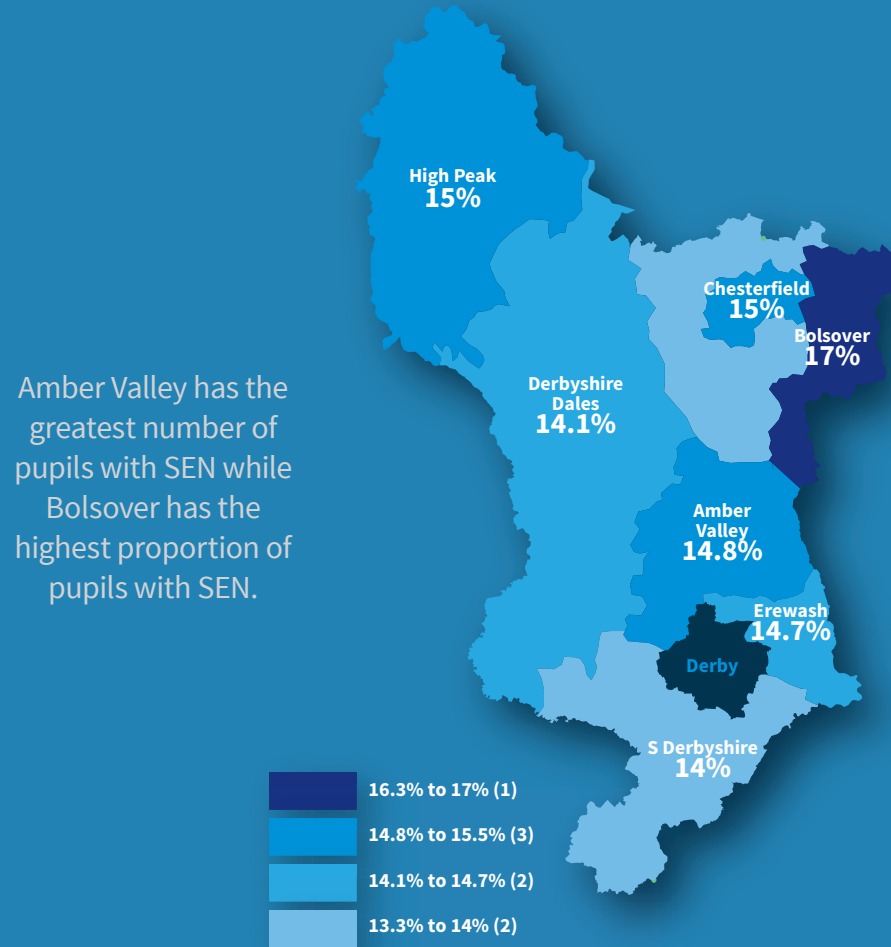 High Peak
15%
Chesterfield
15%
Bolsover
17%
Derbyshire
Dales
14.1%
Amber Valley has the
greatest number of
pupils with SEN while
Bolsover has the
highest proportion of
pupils with SEN.
Amber
Valley
14.8%
Erewash
14.7%
Derby
S Derbyshire
14%
16.3% to 17% (1)
14.8% to 15.5% (3)
14.1% to 14.7% (2)
13.3% to 14% (2)